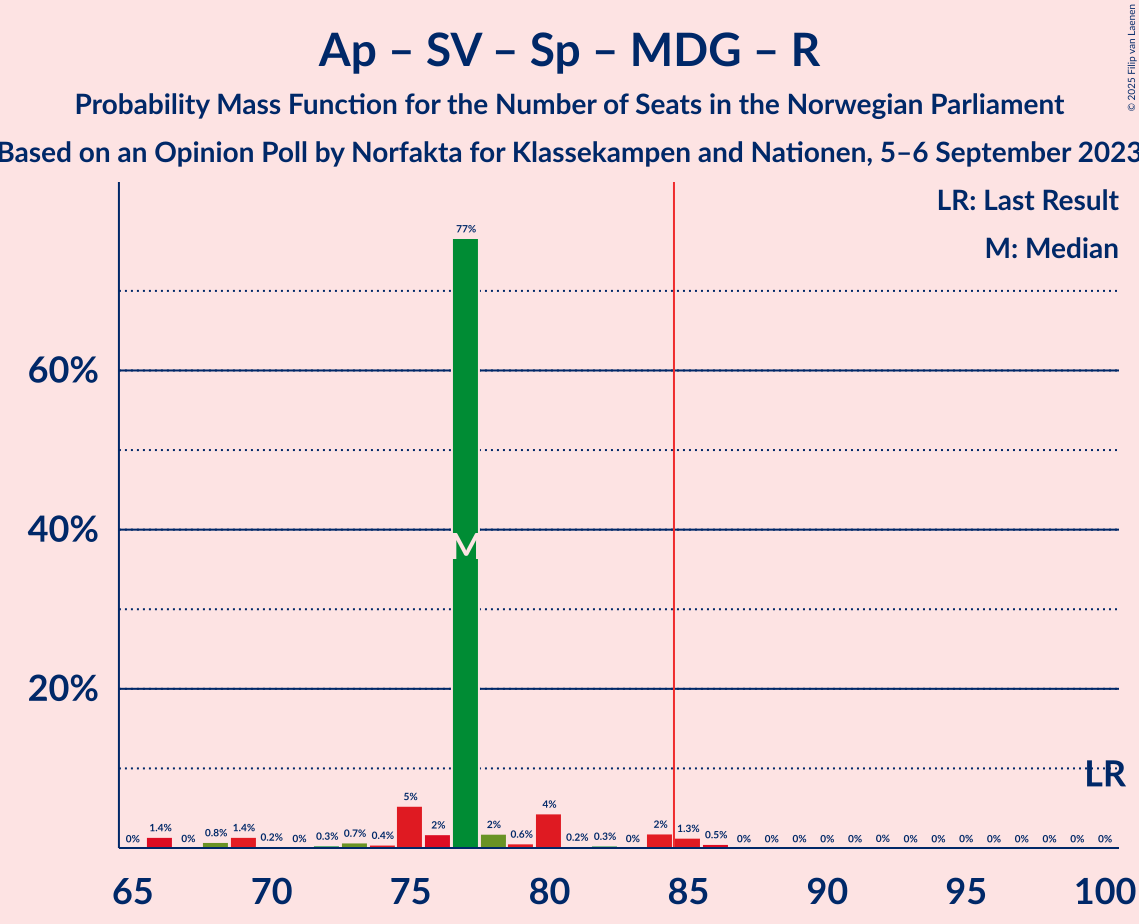 Ap – SV – Sp – MDG – R
Probability Mass Function for the Number of Seats in the Norwegian Parliament
Based on an Opinion Poll by Norfakta for Klassekampen and Nationen, 5–6 September 2023
© 2025 Filip van Laenen
LR: Last Result
M: Median
77%
60%
40%
M
20%
LR
0% 1.4% 0% 0.8% 1.4% 0.2% 0% 0.3% 0.7% 0.4% 5% 2% 2% 0.6% 4% 0.2% 0.3% 0% 2% 1.3% 0.5% 0% 0% 0% 0% 0% 0% 0% 0% 0% 0% 0% 0% 0% 0%
65 70 75 80 85 90 95 100